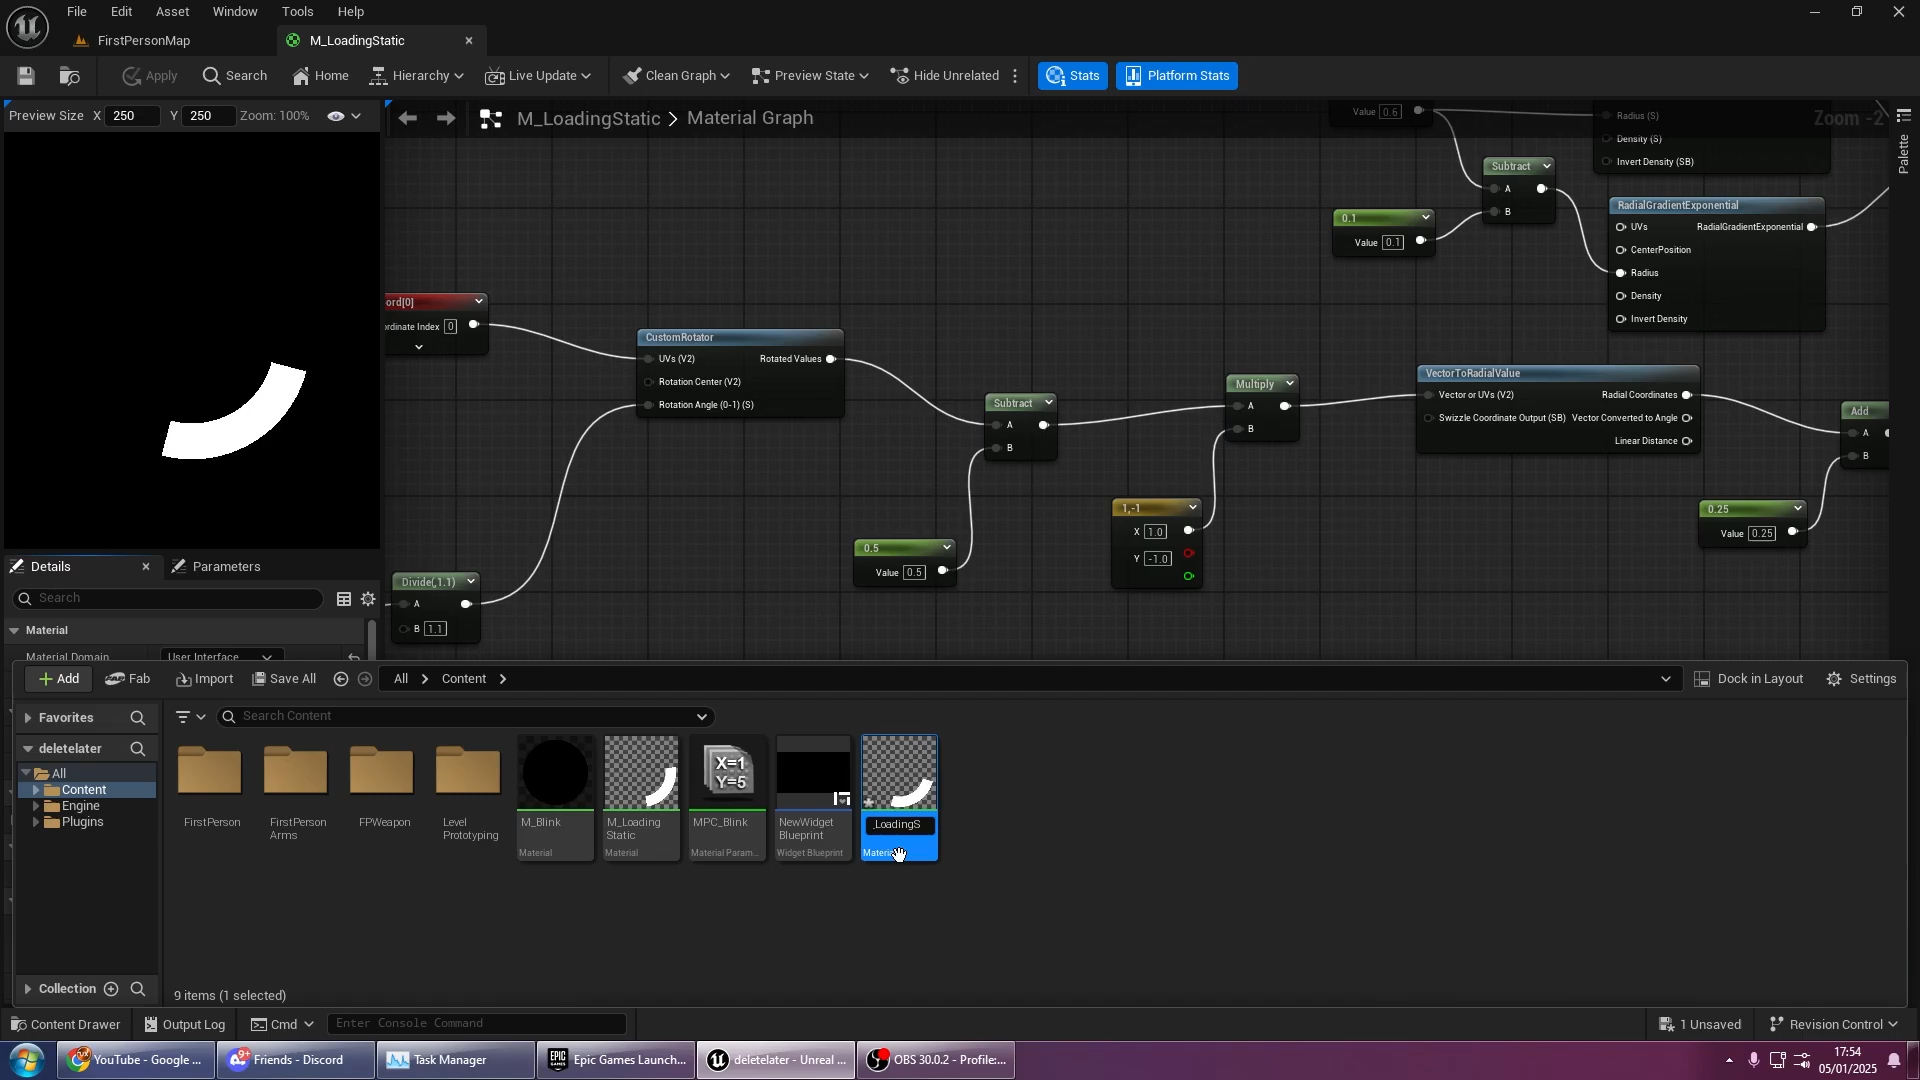 File Edit Asset Window Tools Help
FirstPersonMap M_LoadingStatic
Apply Search Home Hierarchy Live Update Clean Graph Preview State Hide Unrelated Stats Platform Stats
Preview Size X 250 Y 250 Zoom: 100%
M_LoadingStatic > Material Graph
Zoom -2
Palette
Value 0.6
Radius (S)
Density (S)
Invert Density (SB)
Subtract
A
B
0.1
Value 0.1
RadialGradientExponential
UVs RadialGradientExponential
CenterPosition
Radius
Density
Invert Density
ord[0]
rdinate Index 0
CustomRotator
UVs (V2) Rotated Values
Rotation Center (V2)
Rotation Angle (0-1) (S)
Subtract
A
B
Multiply
A
B
VectorToRadialValue
Vector or UVs (V2) Radial Coordinates
Swizzle Coordinate Output (SB) Vector Converted to Angle
Linear Distance
Add
A
B
0.5
Value 0.5
1,-1
X 1.0
Y -1.0
0.25
Value 0.25
Divide(,1.1)
A
B 1.1
Details Parameters
Search
Material
Material Domain User Interface
Add Fab Import Save All All > Content > Dock in Layout Settings
Favorites
Search Content
deletelater
All
Content
Engine
Plugins
FirstPerson
FirstPerson
Arms
FPWeapon
Level
Prototyping
M_Blink
Material
M_Loading
Static
Material
MPC_Blink
Material Param...
X=1
Y=5
NewWidget
Blueprint
Widget Blueprint
_LoadingS
Materi
Collection
9 items (1 selected)
Content Drawer Output Log Cmd Enter Console Command 1 Unsaved Revision Control
YouTube - Google ... Friends - Discord Task Manager Epic Games Launch... deletelater - Unreal ... OBS 30.0.2 - Profile:...
17:54
05/01/2025